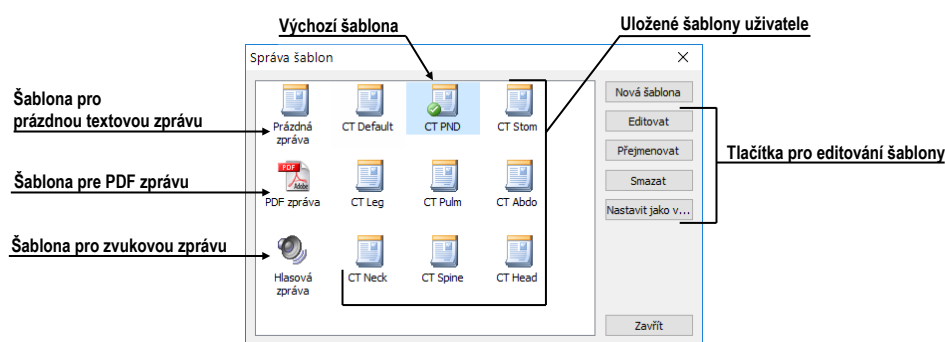 Výchozí šablona
Uložené šablony uživatele
Správa šablon
Šablona pro
prázdnou textovou zprávu
Šablona pre PDF zprávu
Šablona pro zvukovou zprávu
Prázdná
zpráva
CT Default
CT PND
CT Stom
PDF
Adobe
PDF zpráva
CT Leg
CT Pulm
CT Abdo
Hlasová
zpráva
CT Neck
CT Spine
CT Head
Nová šablona
Editovat
Přejmenovat
Smazat
Nastavit jako v...
Zavřít
Tlačítka pro editování šablony